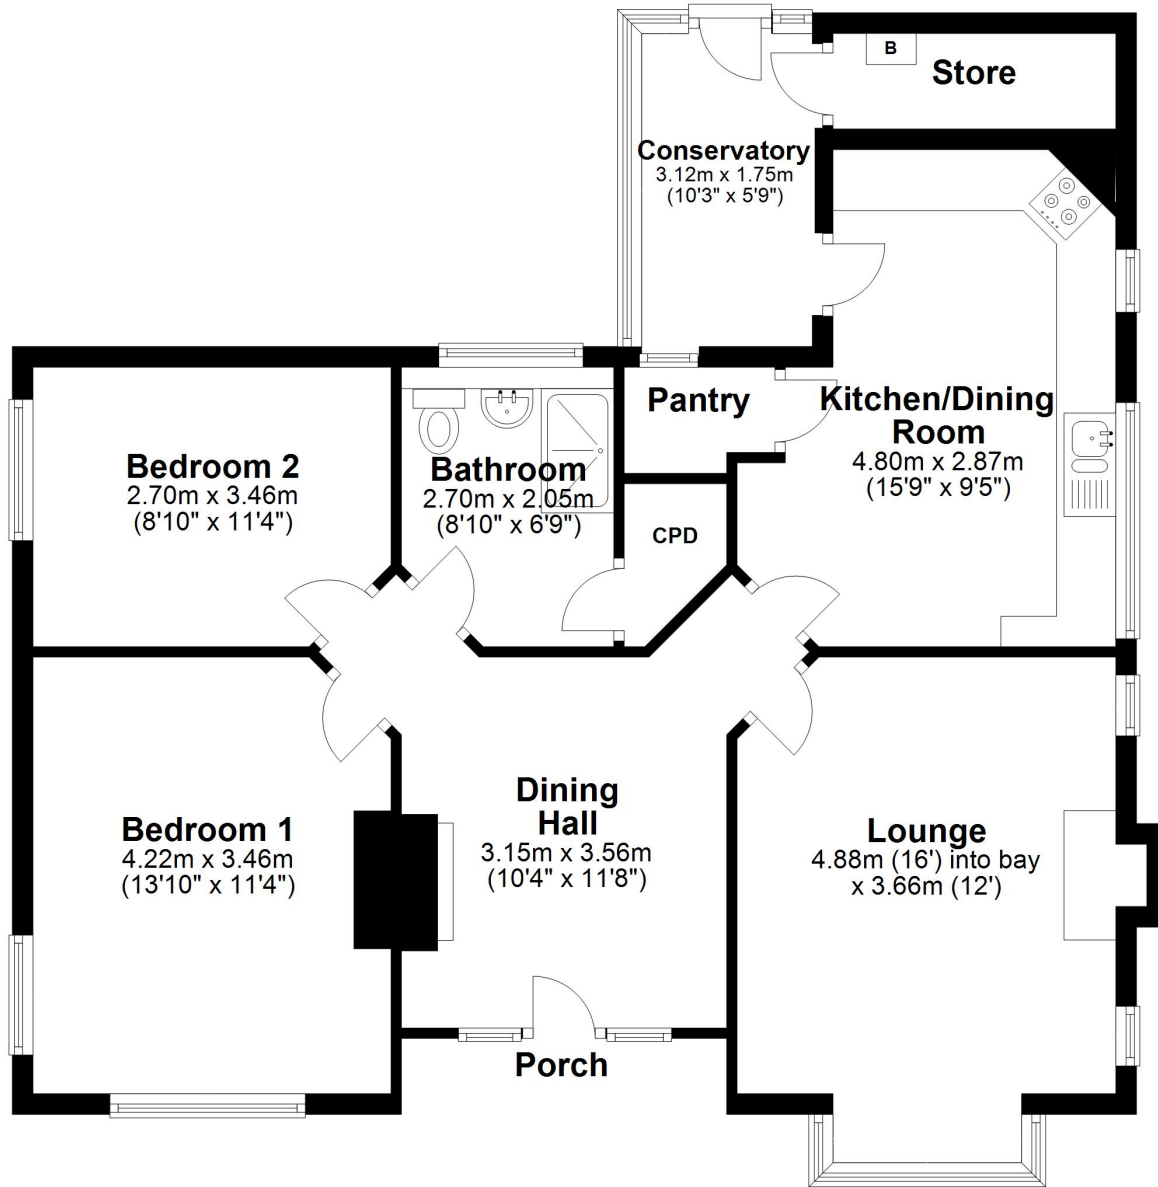 B
Store
Conservatory
3.12m x 1.75m
(10'3" x 5'9")
Pantry
Kitchen/Dining
Room
4.80m x 2.87m
(15'9" x 9'5")
Bedroom 2
2.70m x 3.46m
(8'10" x 11'4")
Bathroom
2.70m x 2.05m
(8'10" x 6'9")
CPD
Bedroom 1
4.22m x 3.46m
(13'10" x 11'4")
Dining
Hall
3.15m x 3.56m
(10'4" x 11'8")
Lounge
4.88m (16') into bay
x 3.66m (12')
Porch